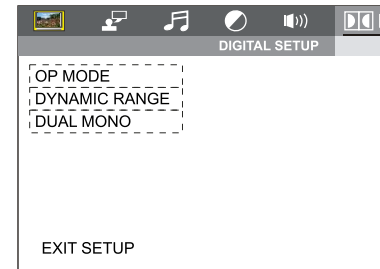 DIGITAL SETUP
OP MODE
DYNAMIC RANGE
DUAL MONO
EXIT SETUP